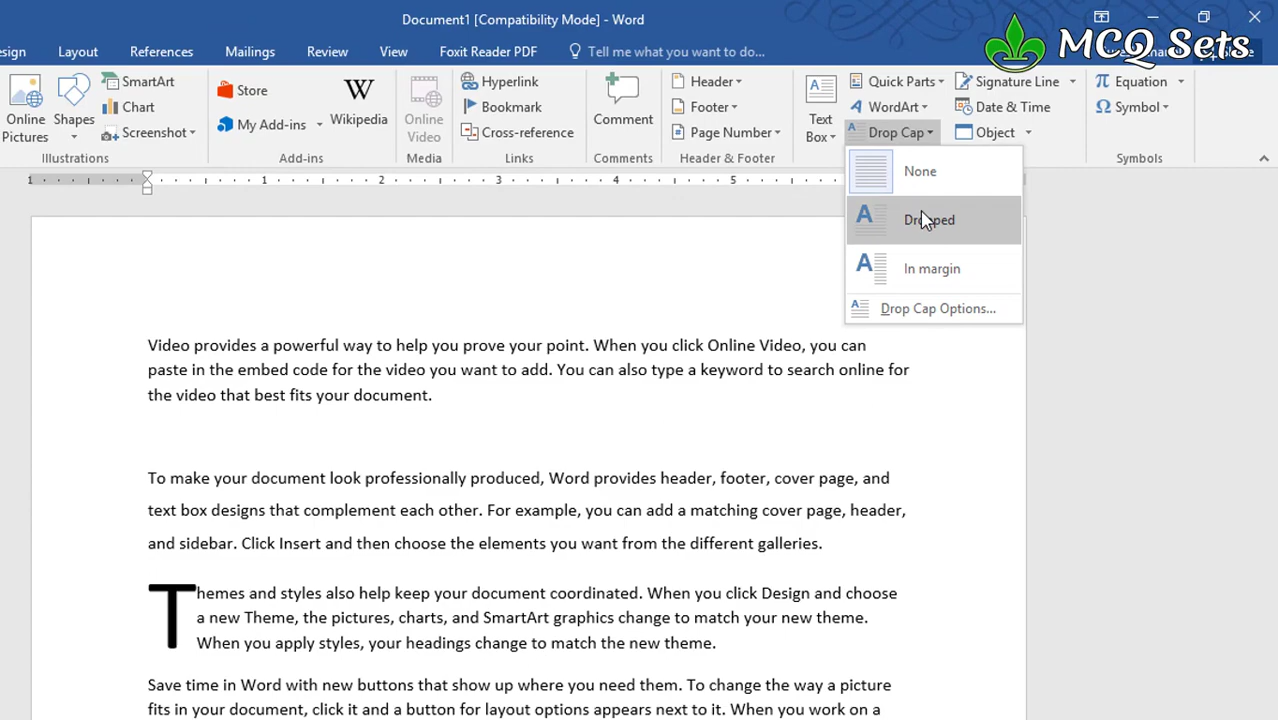 Document1 [Compatibility Mode] - Word
MCQ Sets
sign Layout References Mailings Review View Foxit Reader PDF Tell me what you want to do...
Online Pictures
Shapes
SmartArt
Chart
Screenshot
Illustrations
Store
My Add-ins
W
Wikipedia
Add-ins
Online Video
Media
Hyperlink
Bookmark
Cross-reference
Links
Comment
Comments
Header
Footer
Page Number
Header & Footer
A
Text Box
Quick Parts
WordArt
Drop Cap
Signature Line
Date & Time
Object
π Equation
Ω Symbol
Symbols
None
Dropped
In margin
Drop Cap Options...
1 1 2 3 4 5
Video provides a powerful way to help you prove your point. When you click Online Video, you can
paste in the embed code for the video you want to add. You can also type a keyword to search online for
the video that best fits your document.
To make your document look professionally produced, Word provides header, footer, cover page, and
text box designs that complement each other. For example, you can add a matching cover page, header,
and sidebar. Click Insert and then choose the elements you want from the different galleries.
Themes and styles also help keep your document coordinated. When you click Design and choose
a new Theme, the pictures, charts, and SmartArt graphics change to match your new theme.
When you apply styles, your headings change to match the new theme.
Save time in Word with new buttons that show up where you need them. To change the way a picture
fits in your document, click it and a button for layout options appears next to it. When you work on a